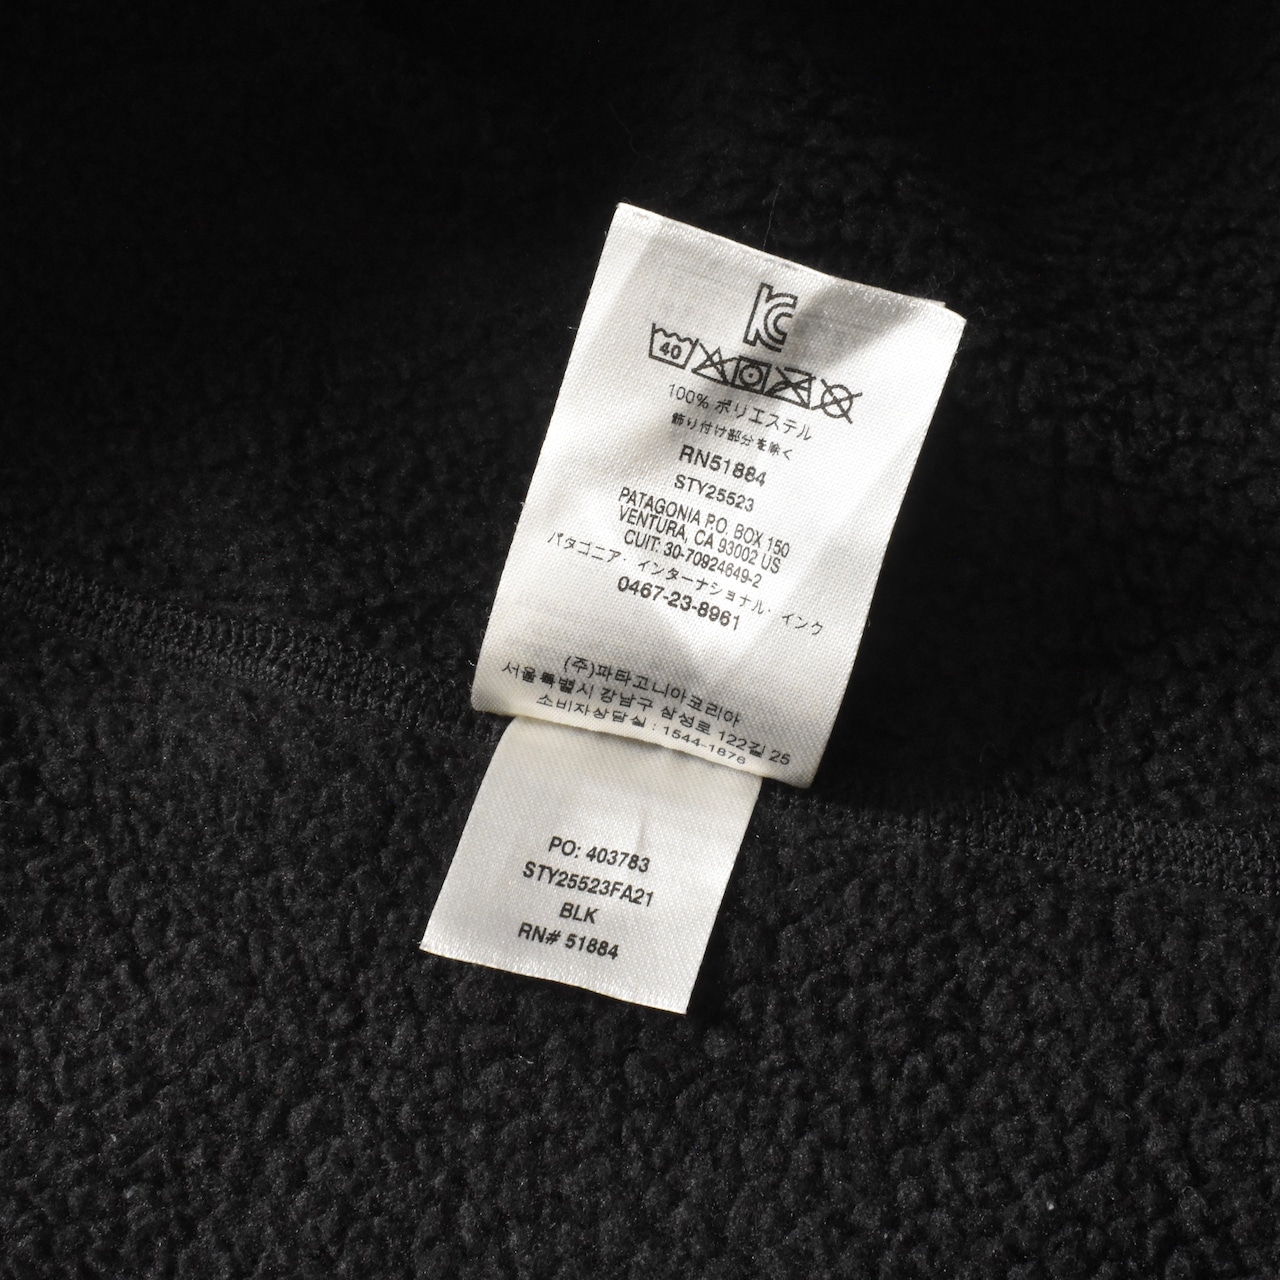 KC
40
100% ポリエステル
飾り付け部分を除く
RN51884
STY25523
PATAGONIA P.O. BOX 150
VENTURA, CA 93002 US
CUIT: 30-70924649-2
パタゴニア・インターナショナル・インク
0467-23-8961
(주)파타고니아코리아
서울특별시 강남구 삼성로 122길 25
소비자상담실 : 1544-1876
PO: 403783
STY25523FA21
BLK
RN# 51884